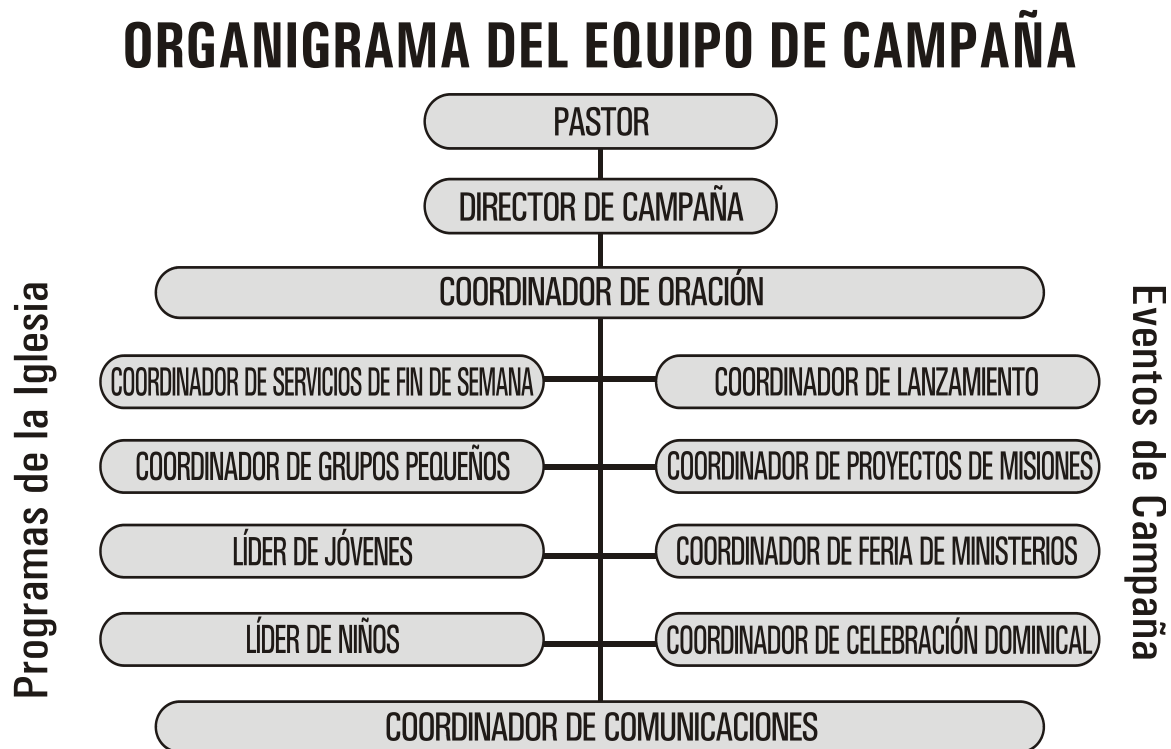 ORGANIGRAMA DEL EQUIPO DE CAMPAÑA
PASTOR
DIRECTOR DE CAMPAÑA
COORDINADOR DE ORACIÓN
Programas de la Iglesia
COORDINADOR DE SERVICIOS DE FIN DE SEMANA
COORDINADOR DE LANZAMIENTO
COORDINADOR DE GRUPOS PEQUEÑOS
COORDINADOR DE PROYECTOS DE MISIONES
LÍDER DE JÓVENES
COORDINADOR DE FERIA DE MINISTERIOS
LÍDER DE NIÑOS
COORDINADOR DE CELEBRACIÓN DOMINICAL
Eventos de Campaña
COORDINADOR DE COMUNICACIONES